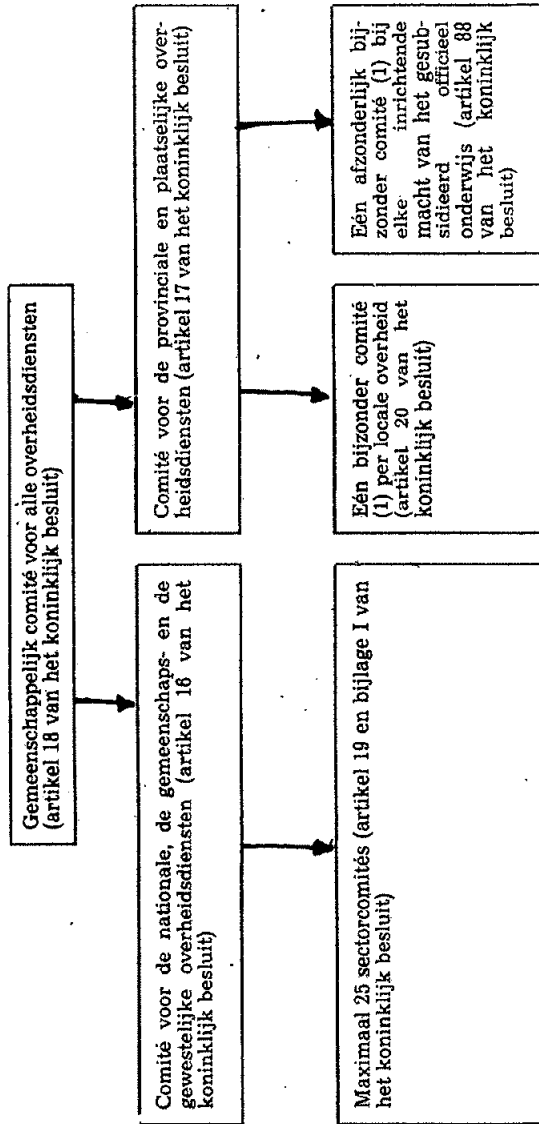 Gemeenschappelijk comité voor alle overheidsdiensten
(artikel 18 van het koninklijk besluit)
Comité voor de nationale, de gemeenschaps- en de
gewestelijke overheidsdiensten (artikel 16 van het
koninklijk besluit)
Comité voor de provinciale en plaatselijke over-
heidsdiensten (artikel 17 van het koninklijk besluit)
Maximaal 25 sectorcomités (artikel 19 en bijlage I van
het koninklijk besluit)
Eén bijzonder comité
(1) per locale overheid
(artikel 20 van het
koninklijk besluit)
Eén afzonderlijk bij-
zonder comité (1) bij
elke inrichtende
macht van het gesub-
sidieerd officieel
onderwijs (artikel 88
van het koninklijk
besluit)